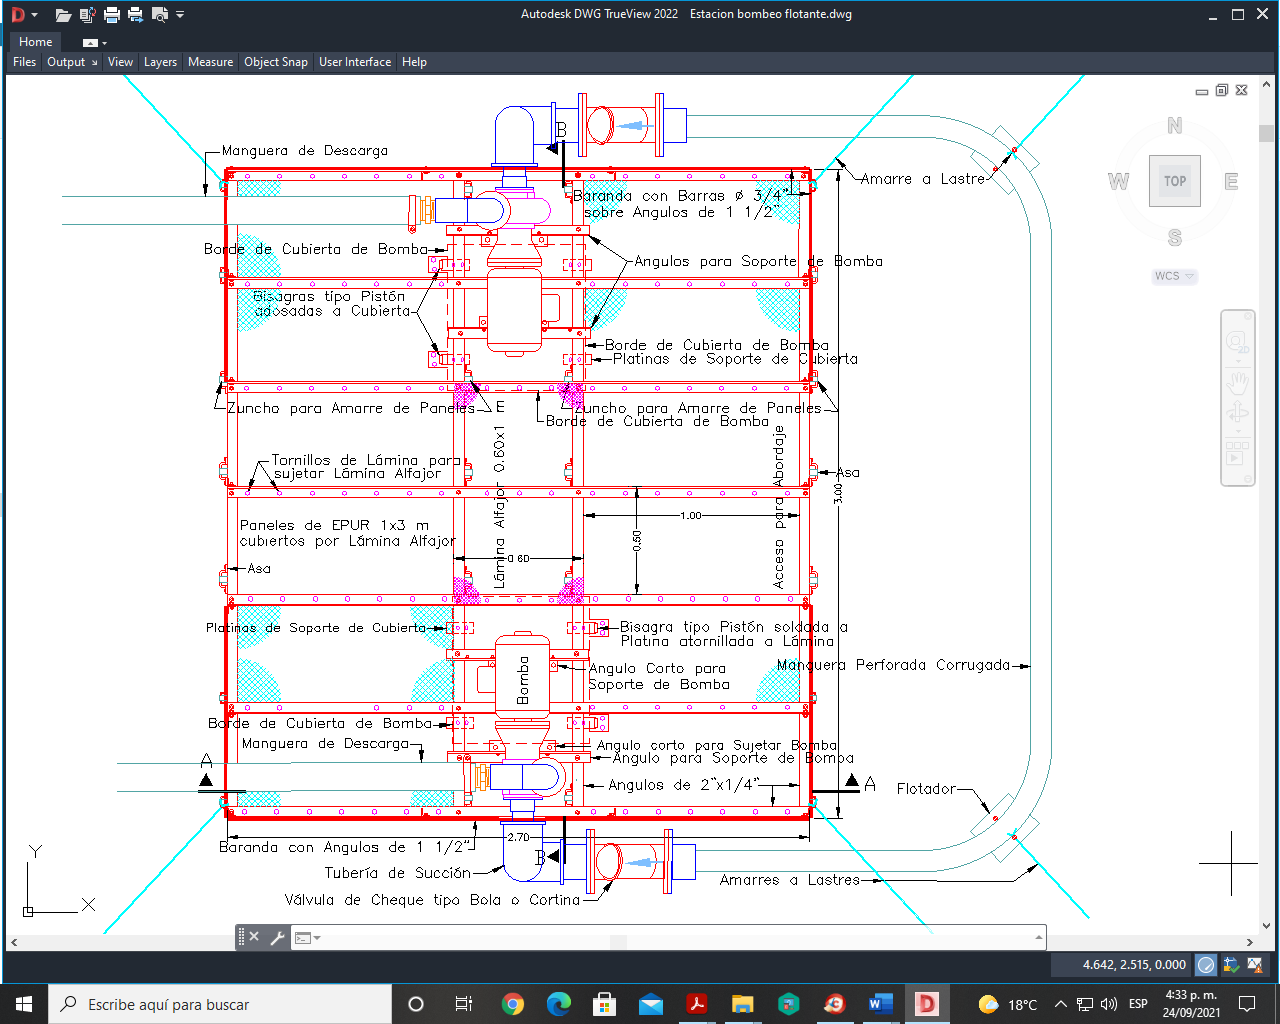 Autodesk DWG TrueView 2022 Estacion bombeo flotante.dwg
Home
Files Output View Layers Measure Object Snap User Interface Help
N
W TOP E
S
WCS
B
Manguera de Descarga
Amarre a Lastre
Baranda con Barras ø 3/4"
sobre Angulos de 1 1/2"
Borde de Cubierta de Bomba
Angulos para Soporte de Bomba
Bisagras tipo Pistón
adosadas a Cubierta
Borde de Cubierta de Bomba
Platinas de Soporte de Cubierta
Zuncho para Amarre de Paneles
Zuncho para Amarre de Paneles
Borde de Cubierta de Bomba
Lámina Alfajor 0.60x1 m
Acceso para Abordaje
Tornillos de Lámina para
sujetar Lámina Alfajor
Asa
3.00
1.00
0.50
Paneles de EPUR 1x3 m
cubiertos por Lámina Alfajor
0.60
Asa
Platinas de Soporte de Cubierta
Bisagra tipo Pistón soldada a
Platina atornillada a Lámina
Bomba
Angulo Corto para
Soporte de Bomba
Manguera Perforada Corrugada
Borde de Cubierta de Bomba
Manguera de Descarga
Angulo corto para Sujetar Bomba
Angulo para Soporte de Bomba
A
A
Angulos de 2"x1/4"
Flotador
2.70
Baranda con Angulos de 1 1/2"
B
Tubería de Succión
Amarres a Lastres
Válvula de Cheque tipo Bola o Cortina
Y
X
4.642, 2.515, 0.000
Escribe aquí para buscar
18°C
ESP
4:33 p. m.
24/09/2021